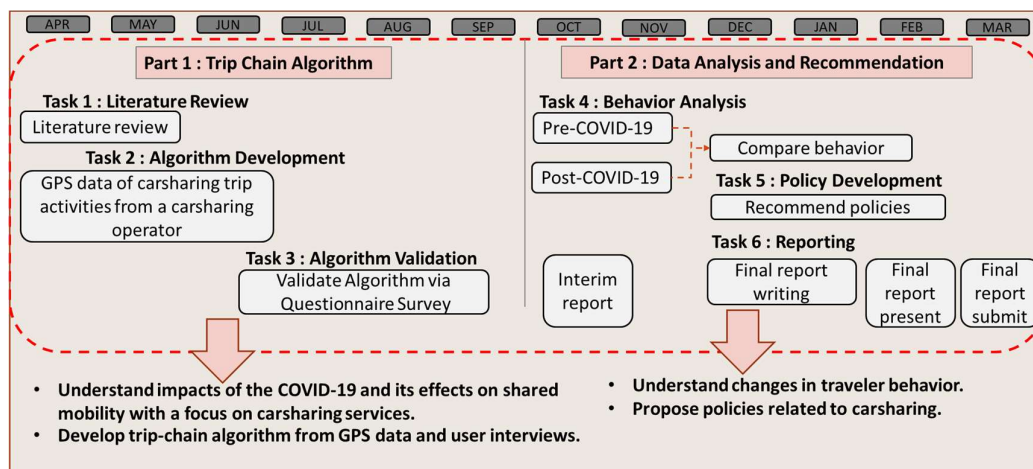 APR MAY JUN JUL AUG SEP OCT NOV DEC JAN FEB MAR
Part 1 : Trip Chain Algorithm
Task 1 : Literature Review
Literature review
Task 2 : Algorithm Development
GPS data of carsharing trip
activities from a carsharing
operator
Task 3 : Algorithm Validation
Validate Algorithm via
Questionnaire Survey
Part 2 : Data Analysis and Recommendation
Task 4 : Behavior Analysis
Pre-COVID-19
Post-COVID-19
Compare behavior
Task 5 : Policy Development
Recommend policies
Task 6 : Reporting
Interim
report
Final report
writing
Final
report
present
Final
report
submit
• Understand impacts of the COVID-19 and its effects on shared
mobility with a focus on carsharing services.
• Develop trip-chain algorithm from GPS data and user interviews.
• Understand changes in traveler behavior.
• Propose policies related to carsharing.